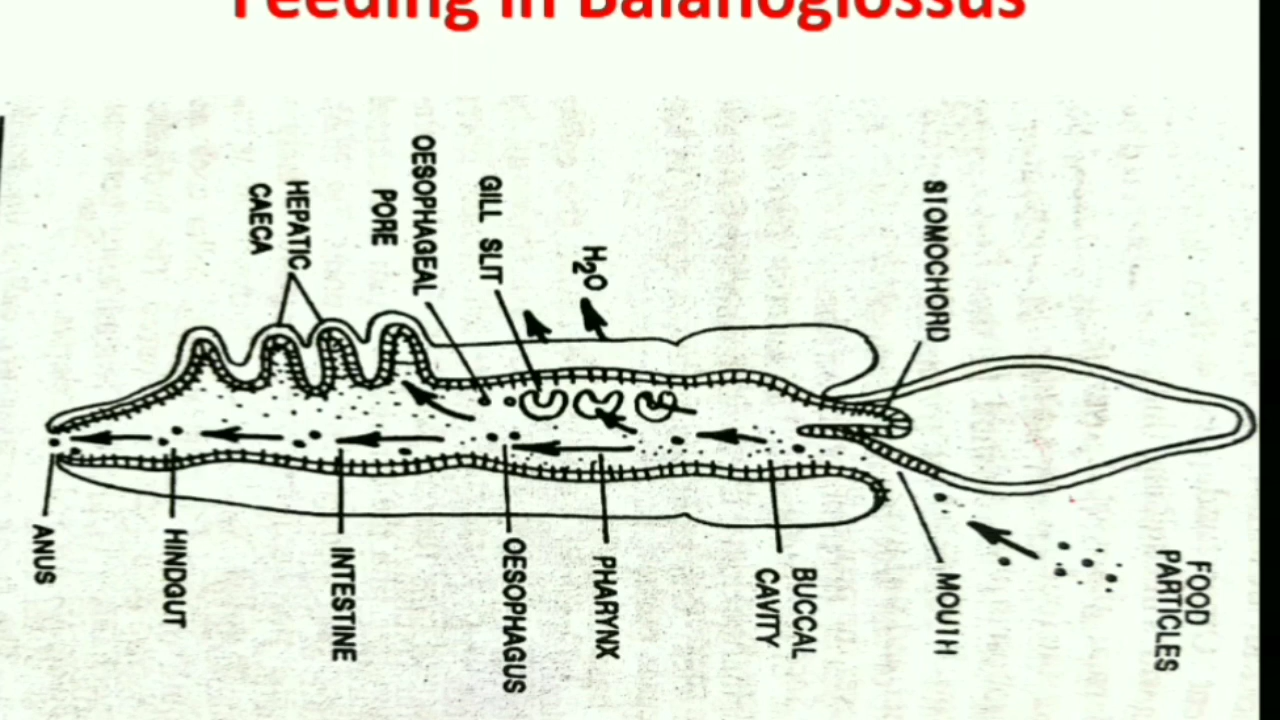 Feeding in Balanoglossus
STOMOCHORD
H₂O
GILL SLIT
OESOPHAGEAL
PORE
HEPATIC
CAECA
FOOD
PARTICLES
MOUTH
BUCCAL
CAVITY
PHARYNX
OESOPHAGUS
INTESTINE
HINDGUT
ANUS